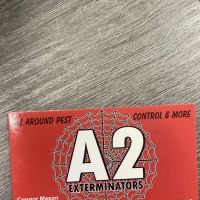 ALL AROUND PEST CONTROL & MORE
A2
EXTERMINATORS
Connor Mason